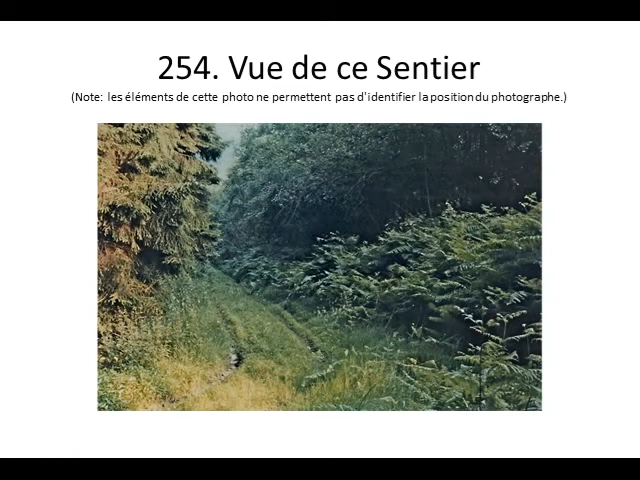 254. Vue de ce Sentier
(Note: les éléments de cette photo ne permettent pas d'identifier la position du photographe.)